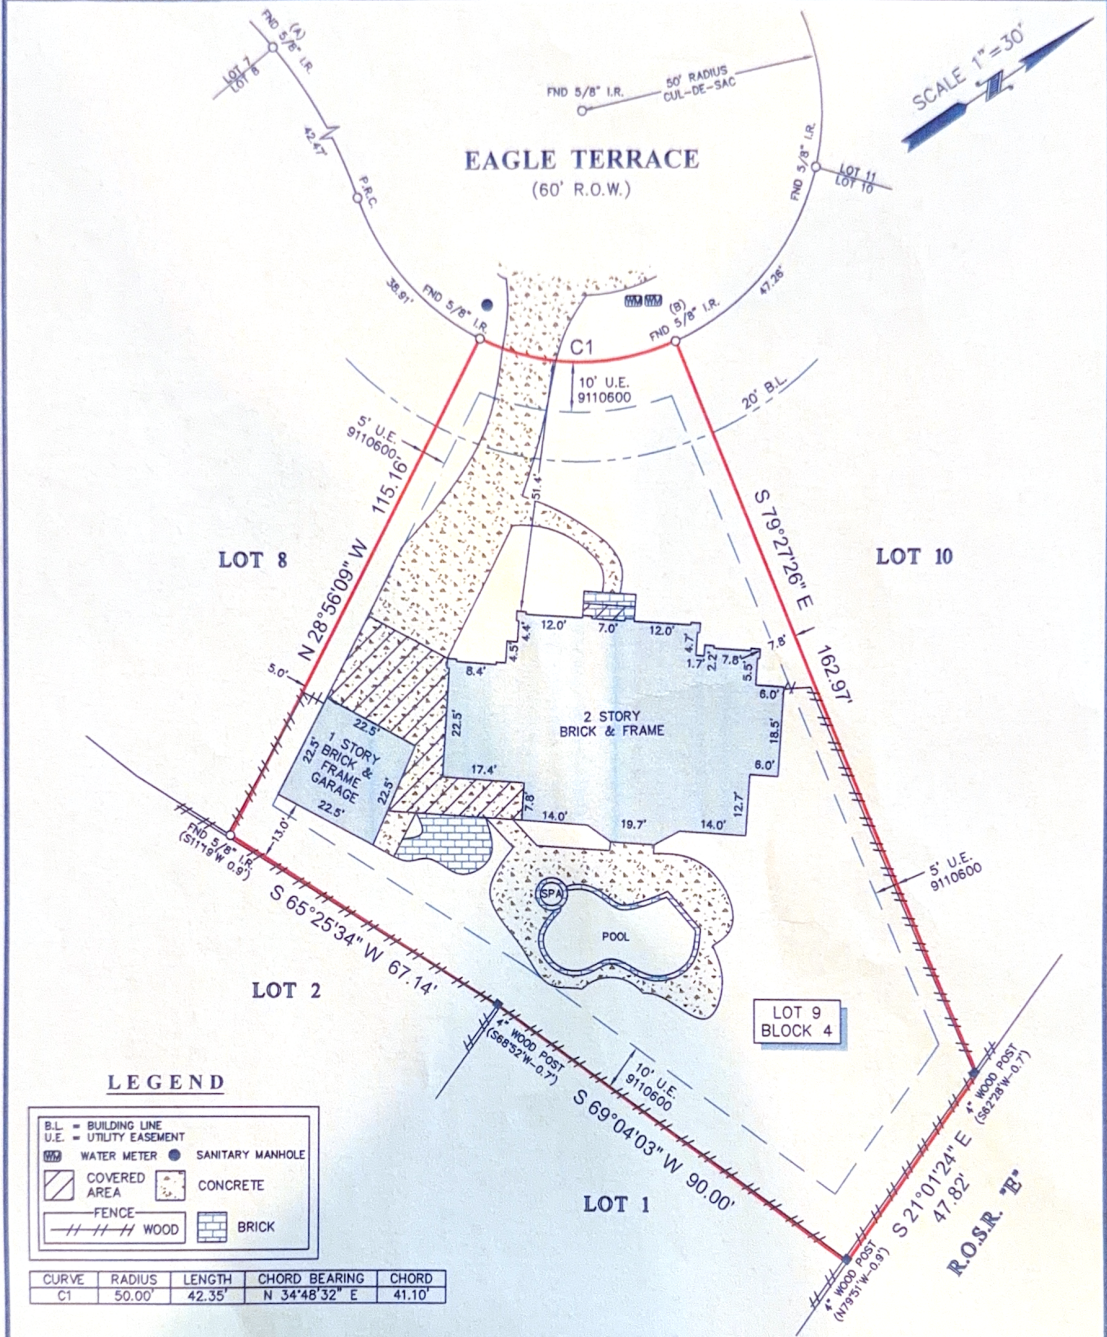 FND 5/8" I.R.
(A)
LOT 7
LOT 8
42.47'
P.R.C.
38.91'
FND 5/8" I.R.
FND 5/8" I.R.
50' RADIUS
CUL-DE-SAC
SCALE 1"=30'
EAGLE TERRACE
(60' R.O.W.)
FND 5/8" I.R.
LOT 11
LOT 10
47.26'
(B)
FND 5/8" I.R.
WM WM
C1
10' U.E.
9110600
20' B.L.
5' U.E.
9110600
N 28°56'09" W 115.16'
51.4'
S 79°27'26" E 162.97'
LOT 8
LOT 10
12.0'
7.0'
12.0'
4.4'
4.5'
8.4'
4.7'
1.7'
2.2'
7.8'
5.5'
7.8'
6.0'
5.0'
22.5'
2 STORY
BRICK & FRAME
18.5'
6.0'
22.5'
22.5'
1 STORY
BRICK &
FRAME
GARAGE
22.5'
22.5'
17.4'
7.8'
14.0'
19.7'
14.0'
12.7'
13.0'
FND 5/8" I.R.
(S11°19'W 0.9')
5' U.E.
9110600
SPA
POOL
S 65°25'34" W 67.14'
LOT 2
LOT 9
BLOCK 4
4" WOOD POST
(S68°52'W-0.7')
10' U.E.
9110600
4" WOOD POST
(S62°28'W-0.7')
S 69°04'03" W 90.00'
S 21°01'24" E
47.82'
LOT 1
R.O.S.R. "E"
4" WOOD POST
(N79°51'W-0.9')
LEGEND
B.L. = BUILDING LINE
U.E. = UTILITY EASEMENT
WM WATER METER SANITARY MANHOLE
COVERED
AREA
CONCRETE
FENCE
WOOD
BRICK
CURVE RADIUS LENGTH CHORD BEARING CHORD
C1 50.00' 42.35' N 34°48'32" E 41.10'